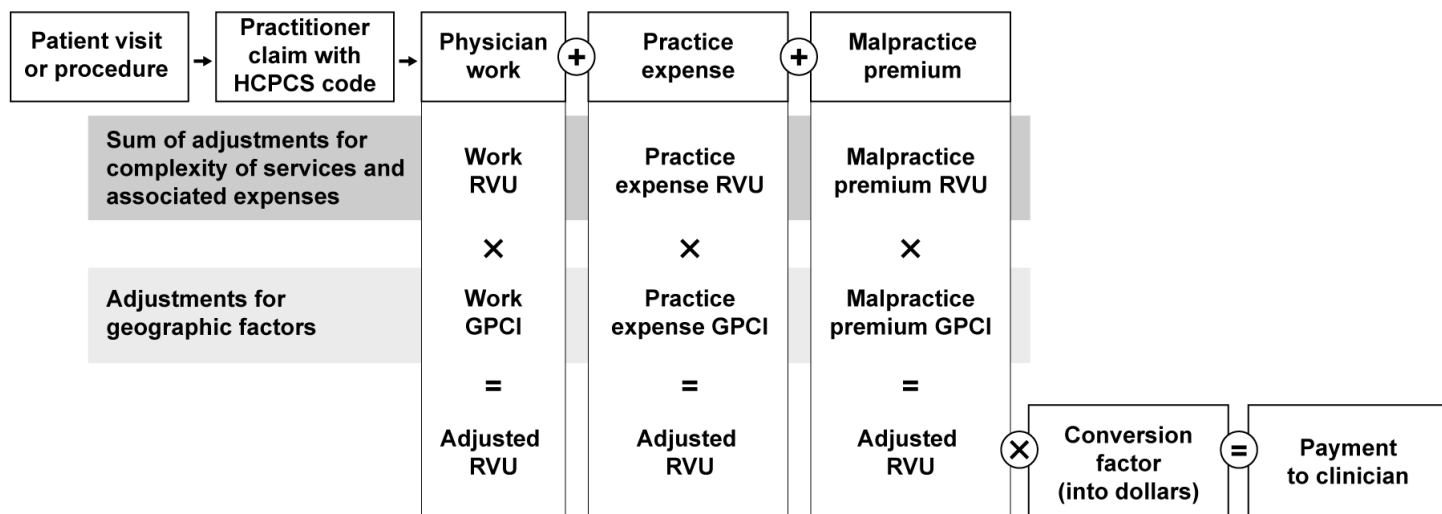 Patient visit
or procedure
Practitioner
claim with
HCPCS code
Physician
work
+
Practice
expense
+
Malpractice
premium
Sum of adjustments for
complexity of services and
associated expenses
Work
RVU
Practice
expense RVU
Malpractice
premium RVU
× × ×
Adjustments for
geographic factors
Work
GPCI
Practice
expense GPCI
Malpractice
premium GPCI
= = =
Adjusted
RVU
Adjusted
RVU
Adjusted
RVU
×
Conversion
factor
(into dollars)
=
Payment
to clinician